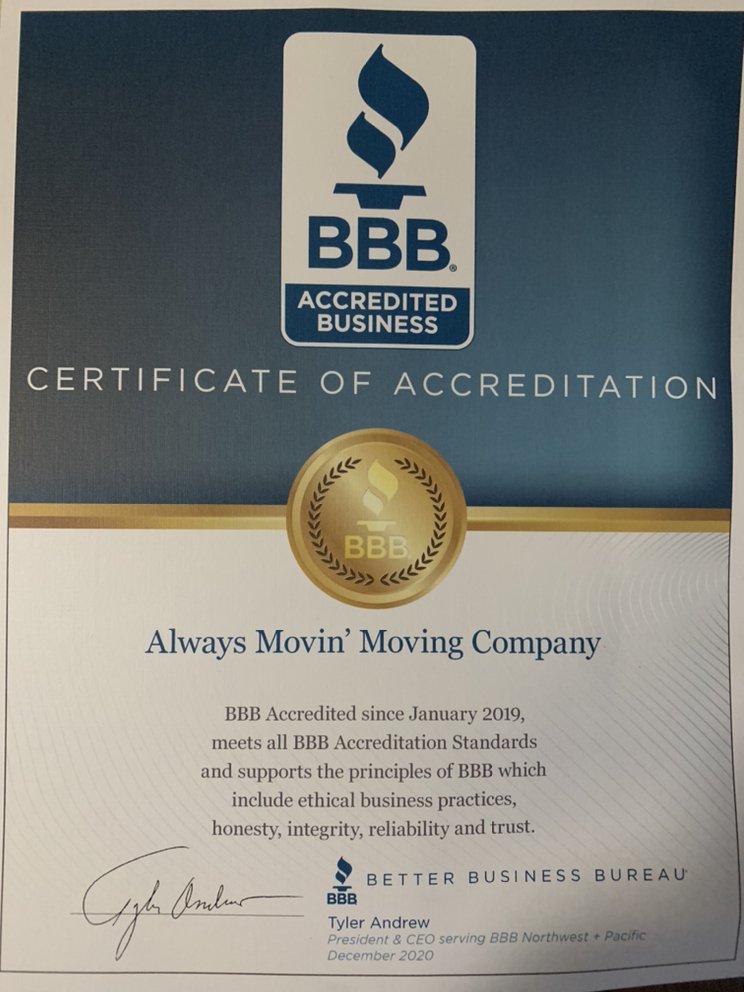 BBB®
ACCREDITED
BUSINESS
CERTIFICATE OF ACCREDITATION
BBB
Always Movin' Moving Company
BBB Accredited since January 2019,
meets all BBB Accreditation Standards
and supports the principles of BBB which
include ethical business practices,
honesty, integrity, reliability and trust.
Tyler Andrew
BBB BETTER BUSINESS BUREAU
Tyler Andrew
President & CEO serving BBB Northwest + Pacific
December 2020